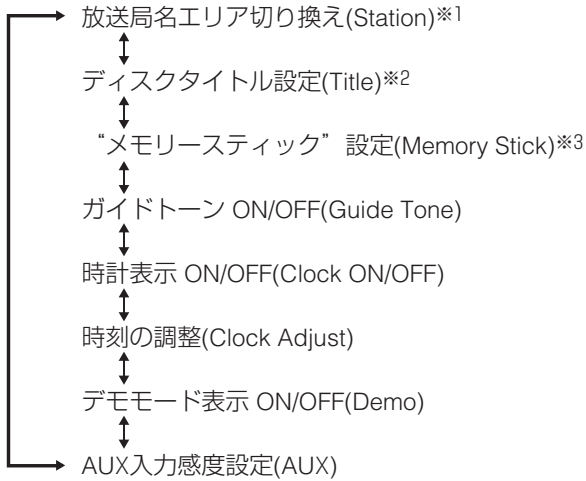 放送局名エリア切り換え(Station)※1
ディスクタイトル設定(Title)※2
“メモリースティック”設定(Memory Stick)※3
ガイドトーン ON/OFF(Guide Tone)
時計表示 ON/OFF(Clock ON/OFF)
時刻の調整(Clock Adjust)
デモモード表示 ON/OFF(Demo)
AUX入力感度設定(AUX)